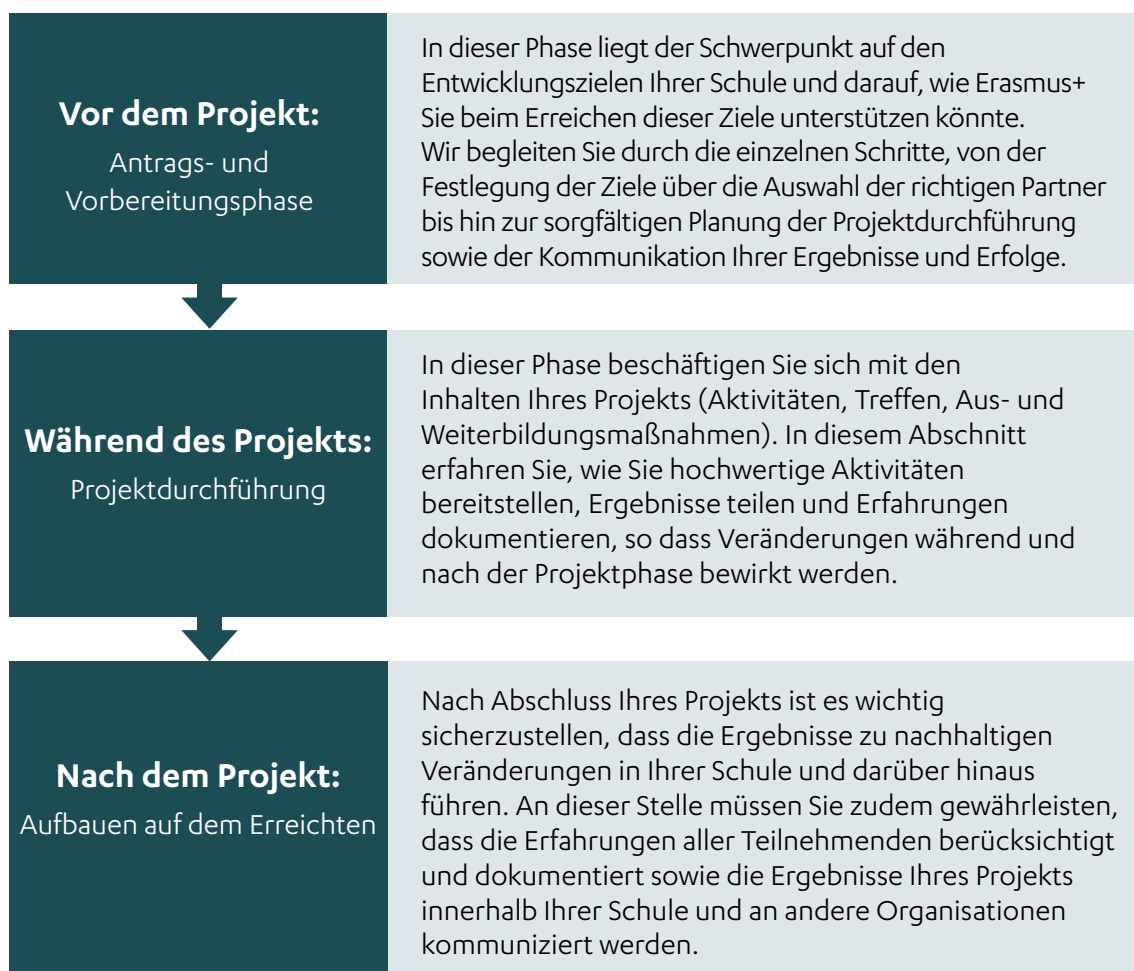 Vor dem Projekt:
Antrags- und
Vorbereitungsphase
In dieser Phase liegt der Schwerpunkt auf den
Entwicklungszielen Ihrer Schule und darauf, wie Erasmus+
Sie beim Erreichen dieser Ziele unterstützen könnte.
Wir begleiten Sie durch die einzelnen Schritte, von der
Festlegung der Ziele über die Auswahl der richtigen Partner
bis hin zur sorgfältigen Planung der Projektdurchführung
sowie der Kommunikation Ihrer Ergebnisse und Erfolge.
Während des Projekts:
Projektdurchführung
In dieser Phase beschäftigen Sie sich mit den
Inhalten Ihres Projekts (Aktivitäten, Treffen, Aus- und
Weiterbildungsmaßnahmen). In diesem Abschnitt
erfahren Sie, wie Sie hochwertige Aktivitäten
bereitstellen, Ergebnisse teilen und Erfahrungen
dokumentieren, so dass Veränderungen während und
nach der Projektphase bewirkt werden.
Nach dem Projekt:
Aufbauen auf dem Erreichten
Nach Abschluss Ihres Projekts ist es wichtig
sicherzustellen, dass die Ergebnisse zu nachhaltigen
Veränderungen in Ihrer Schule und darüber hinaus
führen. An dieser Stelle müssen Sie zudem gewährleisten,
dass die Erfahrungen aller Teilnehmenden berücksichtigt
und dokumentiert sowie die Ergebnisse Ihres Projekts
innerhalb Ihrer Schule und an andere Organisationen
kommuniziert werden.